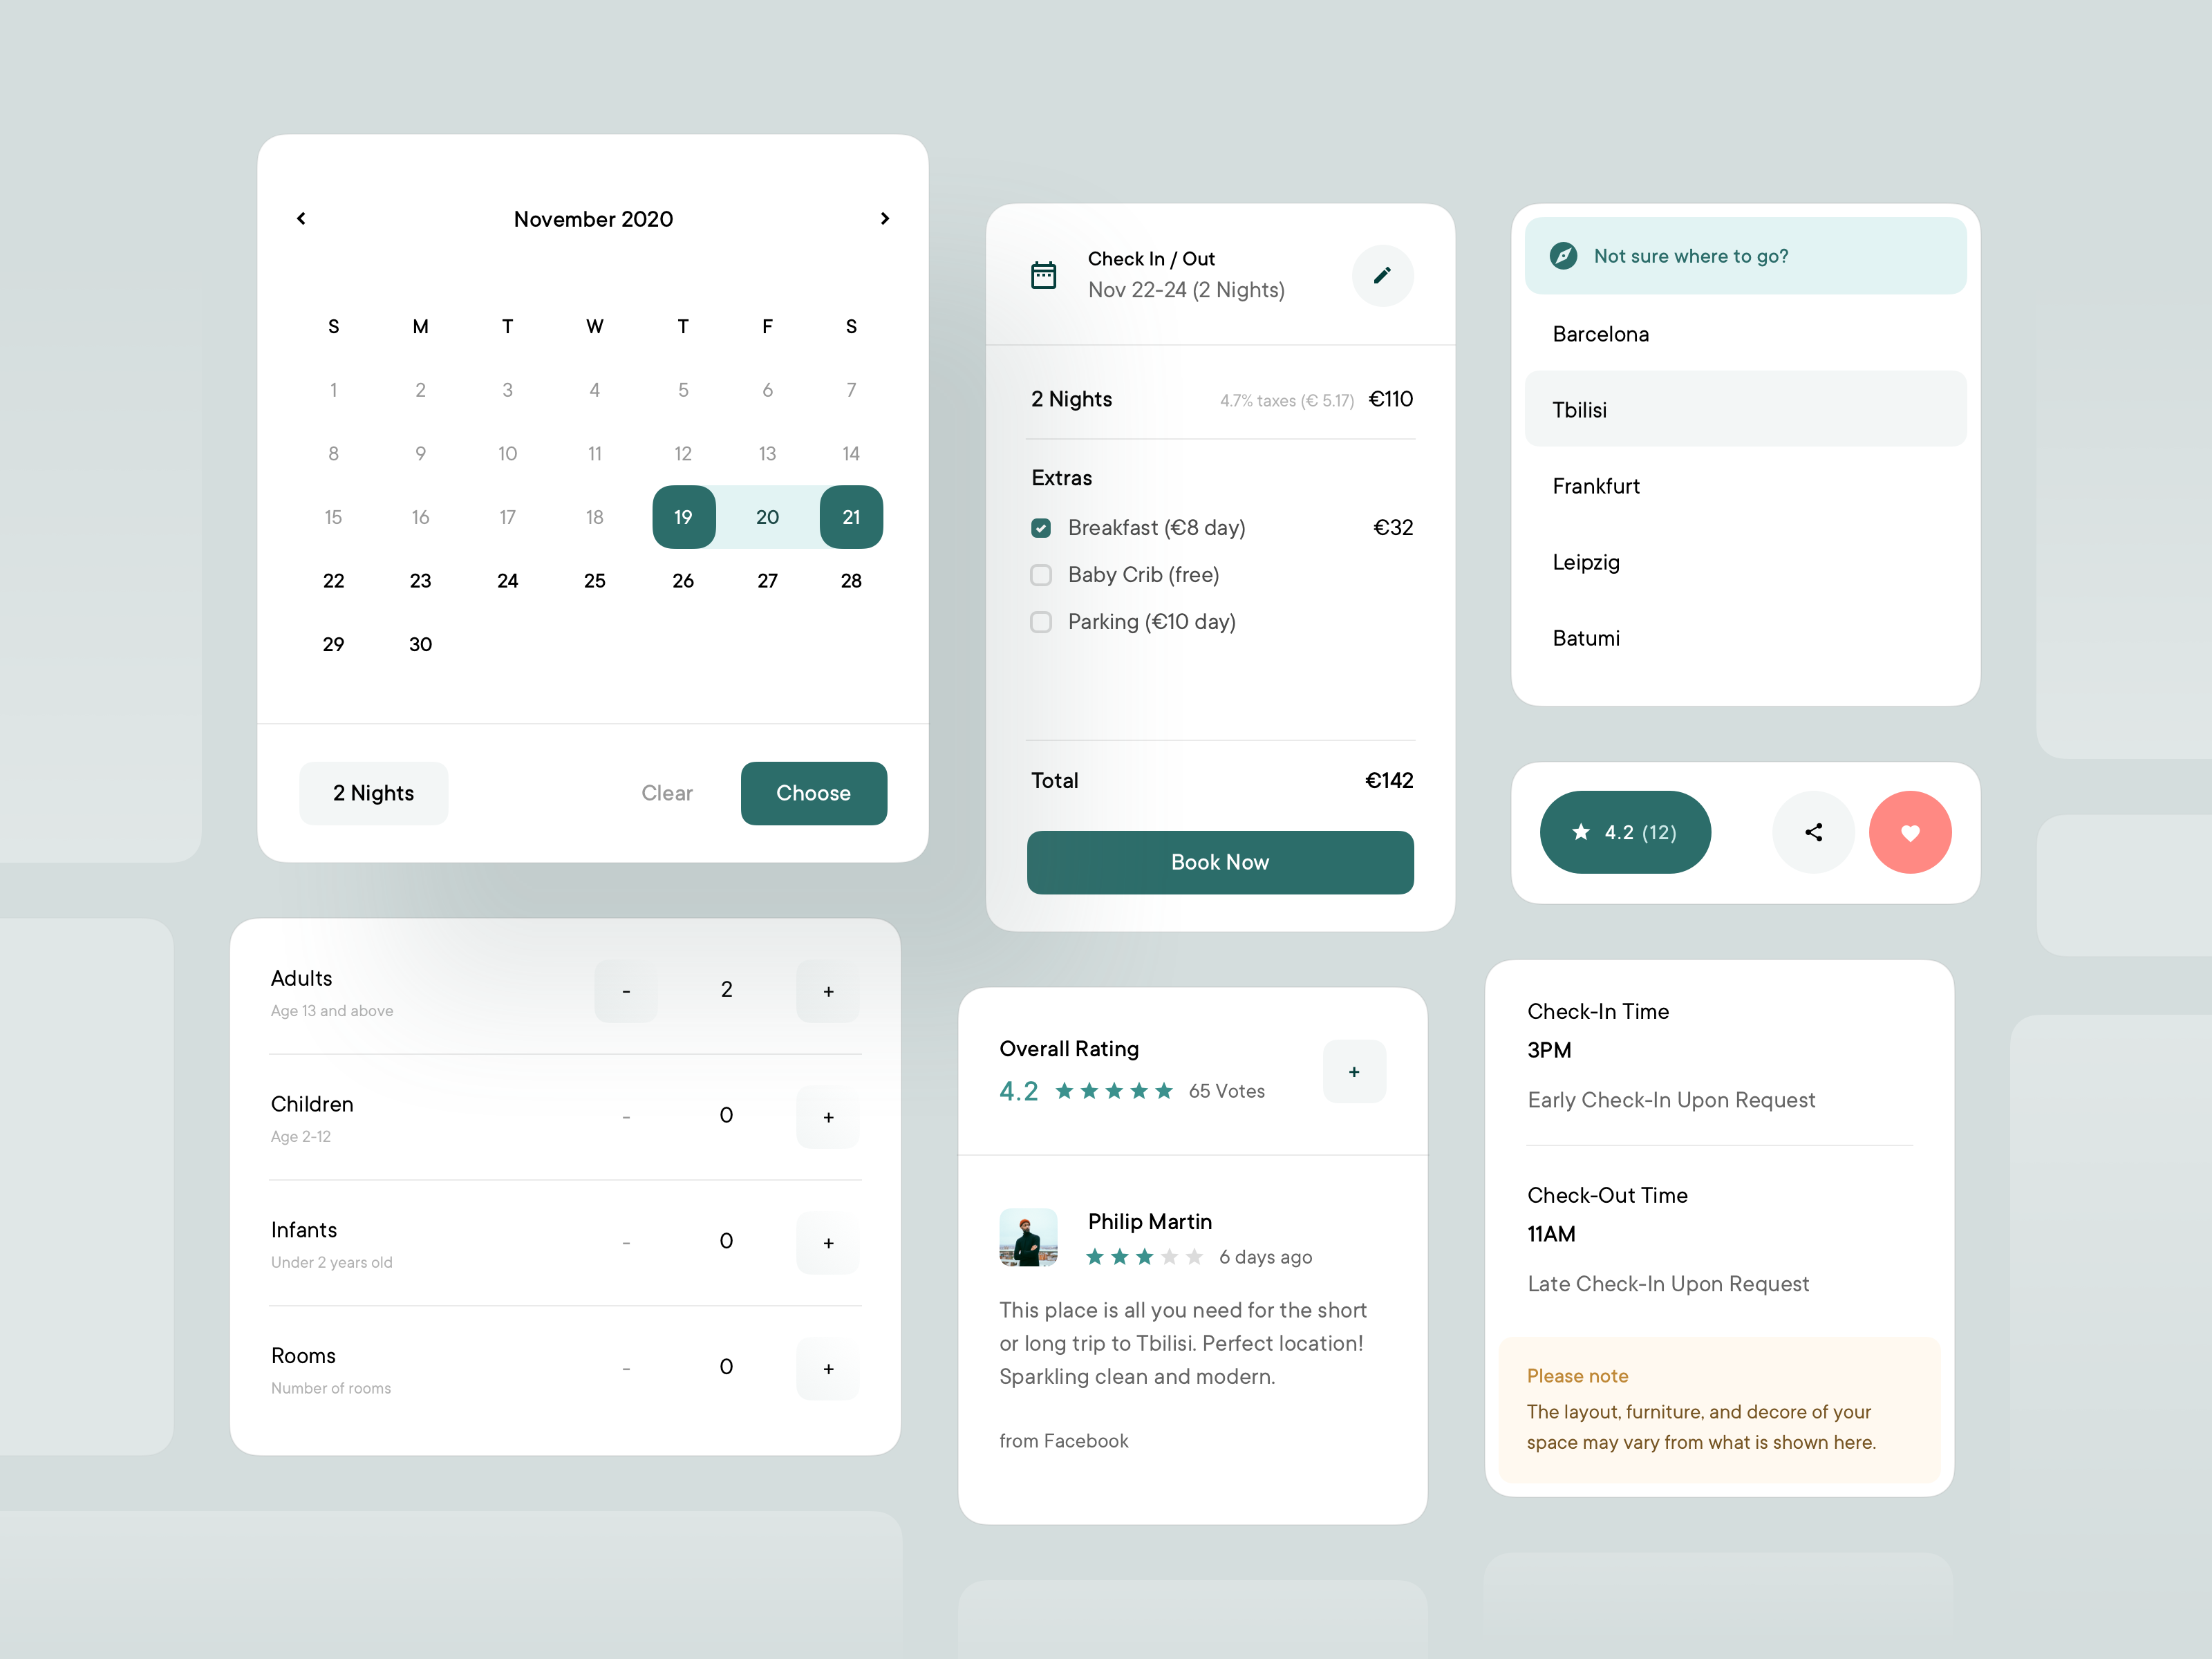 November 2020
S M T W T F S
1 2 3 4 5 6 7
8 9 10 11 12 13 14
15 16 17 18 19 20 21
22 23 24 25 26 27 28
29 30
2 Nights Clear Choose
Adults
Age 13 and above
- 2 +
Children
Age 2-12
- 0 +
Infants
Under 2 years old
- 0 +
Rooms
Number of rooms
- 0 +
Check In / Out
Nov 22-24 (2 Nights)
2 Nights 4.7% taxes (€ 5.17) €110
Extras
Breakfast (€8 day) €32
Baby Crib (free)
Parking (€10 day)
Total €142
Book Now
Overall Rating
4.2 65 Votes
+
Philip Martin
6 days ago
This place is all you need for the short
or long trip to Tbilisi. Perfect location!
Sparkling clean and modern.
from Facebook
Not sure where to go?
Barcelona
Tbilisi
Frankfurt
Leipzig
Batumi
4.2 (12)
Check-In Time
3PM
Early Check-In Upon Request
Check-Out Time
11AM
Late Check-In Upon Request
Please note
The layout, furniture, and decore of your
space may vary from what is shown here.